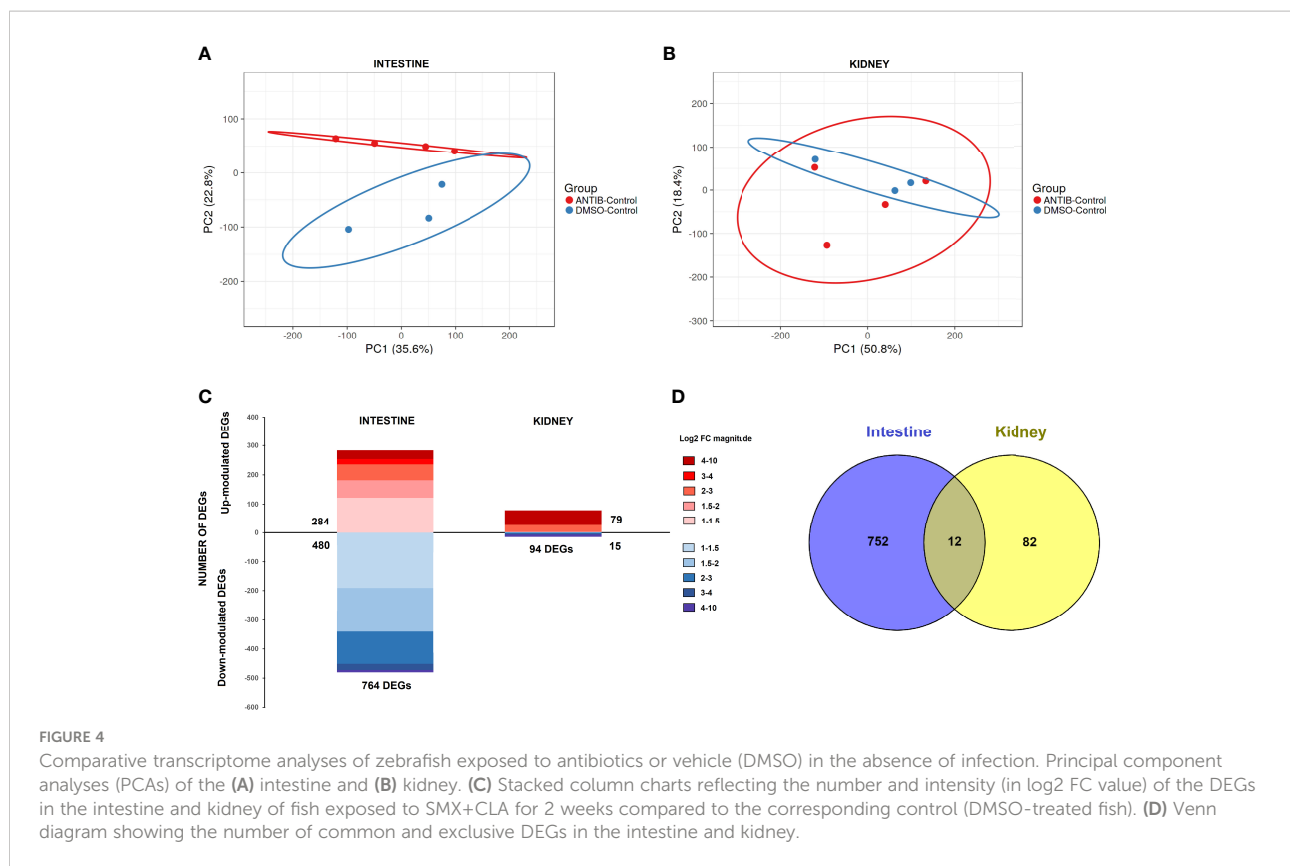 A
INTESTINE
PC2 (22.8%)
100
0
-100
-200
-200
-100
0
100
200
PC1 (35.6%)
Group
ANTIB-Control
DMSO-Control
B
KIDNEY
PC2 (18.4%)
200
100
0
-100
-200
-300
-200
0
200
PC1 (50.8%)
Group
ANTIB-Control
DMSO-Control
C
INTESTINE
KIDNEY
NUMBER OF DEGs
Up-modulated DEGs
Down-modulated DEGs
400
300
200
100
0
-100
-200
-300
-400
-500
-600
284
480
764 DEGs
79
94 DEGs
15
Log2 FC magnitude
4-10
3-4
2-3
1.5-2
1-1.5
1-1.5
1.5-2
2-3
3-4
4-10
D
Intestine
Kidney
752
12
82
FIGURE 4
Comparative transcriptome analyses of zebrafish exposed to antibiotics or vehicle (DMSO) in the absence of infection. Principal component
analyses (PCAs) of the (A) intestine and (B) kidney. (C) Stacked column charts reflecting the number and intensity (in log2 FC value) of the DEGs
in the intestine and kidney of fish exposed to SMX+CLA for 2 weeks compared to the corresponding control (DMSO-treated fish). (D) Venn
diagram showing the number of common and exclusive DEGs in the intestine and kidney.